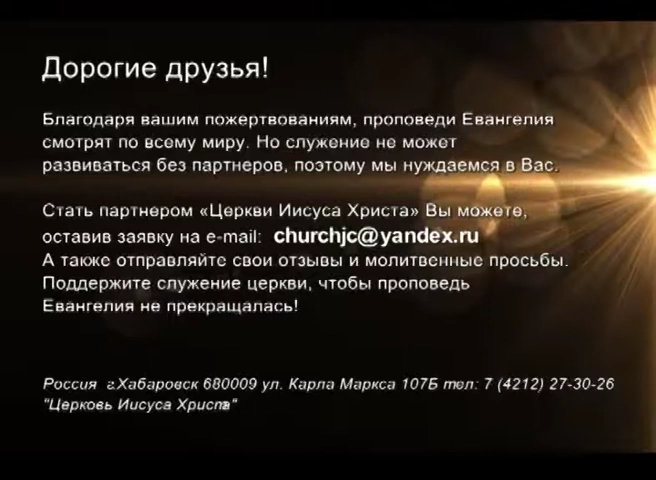 Дорогие друзья!
Благодаря вашим пожертвованиям, проповеди Евангелия
смотрят по всему миру. Но служение не может
развиваться без партнеров, поэтому мы нуждаемся в Вас.
Стать партнером «Церкви Иисуса Христа» Вы можете,
оставив заявку на e-mail: churchjc@yandex.ru
А также отправляйте свои отзывы и молитвенные просьбы.
Поддержите служение церкви, чтобы проповедь
Евангелия не прекращалась!
Россия г.Хабаровск 680009 ул. Карла Маркса 107Б тел: 7 (4212) 27-30-26
"Церковь Иисуса Христа"